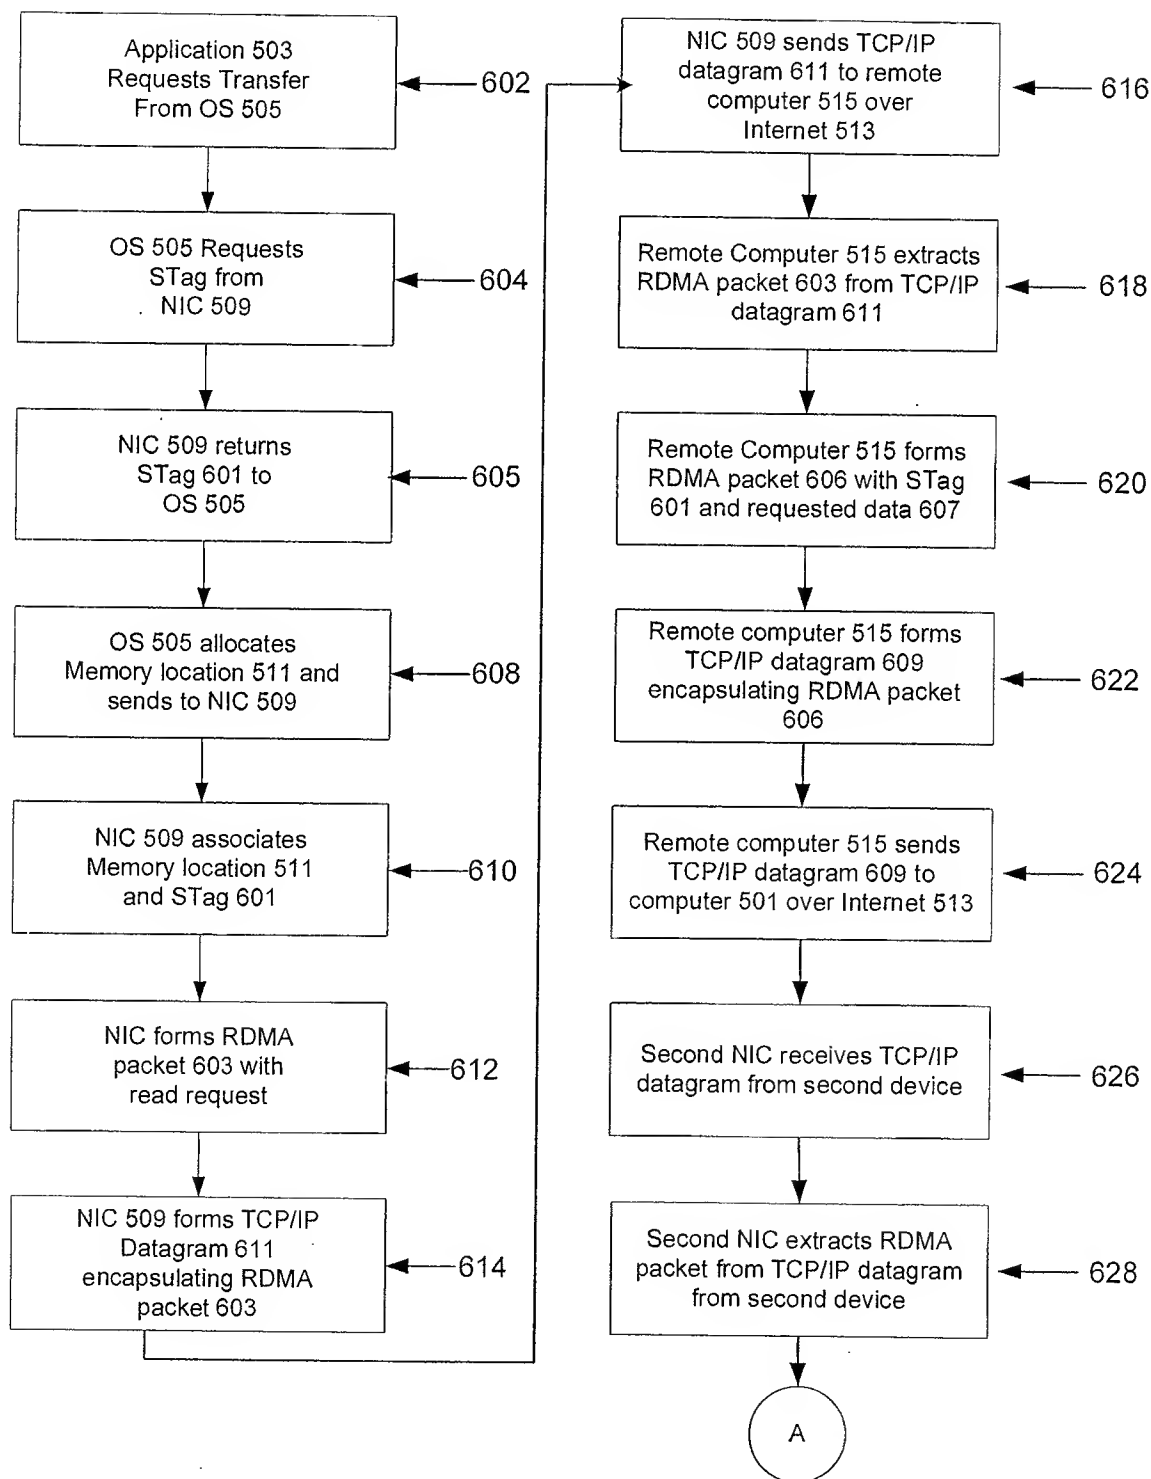 Application 503
Requests Transfer
From OS 505
602
OS 505 Requests
STag from
NIC 509
604
NIC 509 returns
STag 601 to
OS 505
605
OS 505 allocates
Memory location 511 and
sends to NIC 509
608
NIC 509 associates
Memory location 511
and STag 601
610
NIC forms RDMA
packet 603 with
read request
612
NIC 509 forms TCP/IP
Datagram 611
encapsulating RDMA
packet 603
614
NIC 509 sends TCP/IP
datagram 611 to remote
computer 515 over
Internet 513
616
Remote Computer 515 extracts
RDMA packet 603 from TCP/IP
datagram 611
618
Remote Computer 515 forms
RDMA packet 606 with STag
601 and requested data 607
620
Remote computer 515 forms
TCP/IP datagram 609
encapsulating RDMA packet
606
622
Remote computer 515 sends
TCP/IP datagram 609 to
computer 501 over Internet 513
624
Second NIC receives TCP/IP
datagram from second device
626
Second NIC extracts RDMA
packet from TCP/IP datagram
from second device
628
A